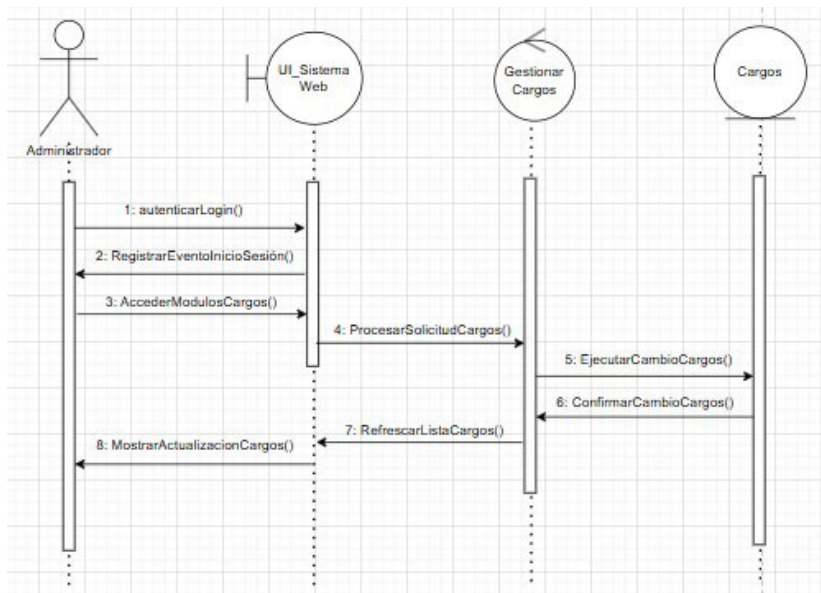 UI_Sistema
Web
Gestionar
Cargos
Cargos
Administrador
1: autenticarLogin()
2: RegistrarEventoInicioSesión()
3: AccederModulosCargos()
4: ProcesarSolicitudCargos()
5: EjecutarCambioCargos()
6: ConfirmarCambioCargos()
7: RefrescarListaCargos()
8: MostrarActualizacionCargos()